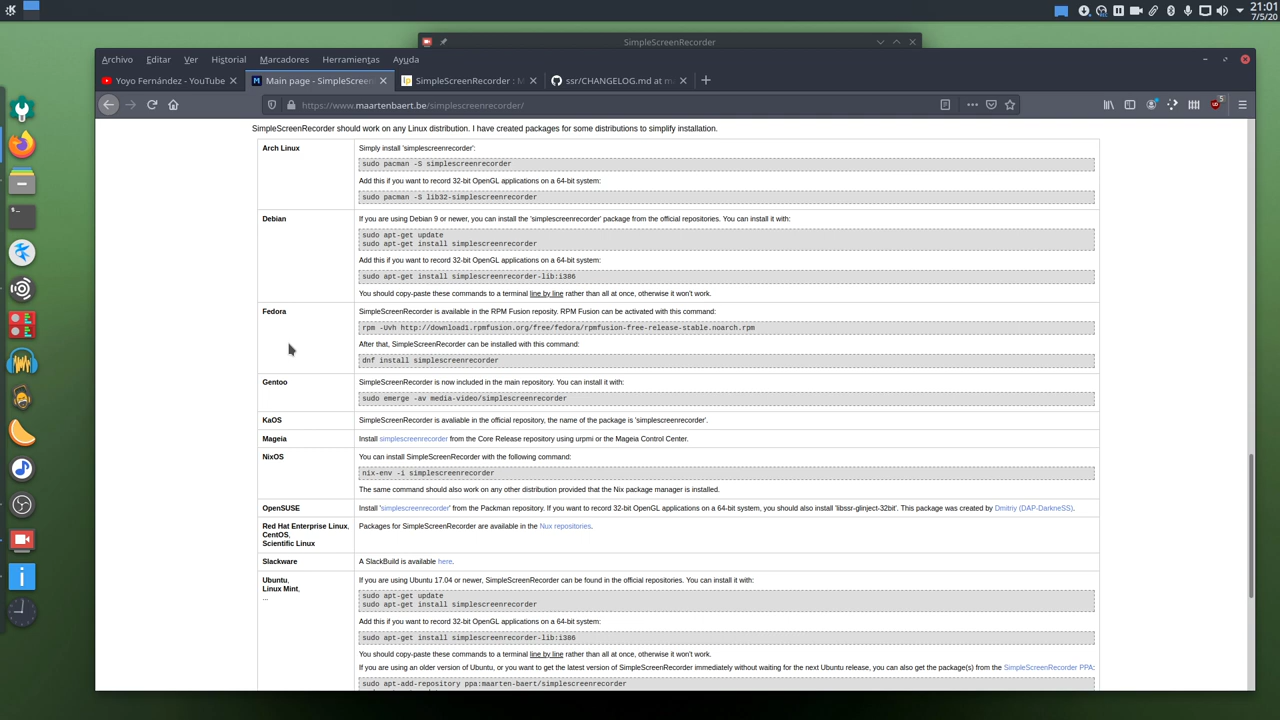 21:01
7/5/20
SimpleScreenRecorder
Archivo Editar Ver Historial Marcadores Herramientas Ayuda
Yoyo Fernández - YouTube
Main page - SimpleScreen
SimpleScreenRecorder : M
ssr/CHANGELOG.md at m
https://www.maartenbaert.be/simplescreenrecorder/
5
SimpleScreenRecorder should work on any Linux distribution. I have created packages for some distributions to simplify installation.
Arch Linux
Simply install 'simplescreenrecorder':
sudo pacman -S simplescreenrecorder
Add this if you want to record 32-bit OpenGL applications on a 64-bit system:
sudo pacman -S lib32-simplescreenrecorder
Debian
If you are using Debian 9 or newer, you can install the 'simplescreenrecorder' package from the official repositories. You can install it with:
sudo apt-get update
sudo apt-get install simplescreenrecorder
Add this if you want to record 32-bit OpenGL applications on a 64-bit system:
sudo apt-get install simplescreenrecorder-lib:i386
You should copy-paste these commands to a terminal line by line rather than all at once, otherwise it won't work.
Fedora
SimpleScreenRecorder is available in the RPM Fusion reposity. RPM Fusion can be activated with this command:
rpm -Uvh http://download1.rpmfusion.org/free/fedora/rpmfusion-free-release-stable.noarch.rpm
After that, SimpleScreenRecorder can be installed with this command:
dnf install simplescreenrecorder
Gentoo
SimpleScreenRecorder is now included in the main repository. You can install it with:
sudo emerge -av media-video/simplescreenrecorder
KaOS
SimpleScreenRecorder is avaliable in the official repository, the name of the package is 'simplescreenrecorder'.
Mageia
Install simplescreenrecorder from the Core Release repository using urpmi or the Mageia Control Center.
NixOS
You can install SimpleScreenRecorder with the following command:
nix-env -i simplescreenrecorder
The same command should also work on any other distribution provided that the Nix package manager is installed.
OpenSUSE
Install 'simplescreenrecorder' from the Packman repository. If you want to record 32-bit OpenGL applications on a 64-bit system, you should also install 'libssr-glinject-32bit'. This package was created by Dmitriy (DAP-DarkneSS).
Red Hat Enterprise Linux,
CentOS,
Scientific Linux
Packages for SimpleScreenRecorder are available in the Nux repositories.
Slackware
A SlackBuild is available here.
Ubuntu,
Linux Mint,
...
If you are using Ubuntu 17.04 or newer, SimpleScreenRecorder can be found in the official repositories. You can install it with:
sudo apt-get update
sudo apt-get install simplescreenrecorder
Add this if you want to record 32-bit OpenGL applications on a 64-bit system:
sudo apt-get install simplescreenrecorder-lib:i386
You should copy-paste these commands to a terminal line by line rather than all at once, otherwise it won't work.
If you are using an older version of Ubuntu, or you want to get the latest version of SimpleScreenRecorder immediately without waiting for the next Ubuntu release, you can also get the package(s) from the SimpleScreenRecorder PPA:
sudo apt-add-repository ppa:maarten-baert/simplescreenrecorder